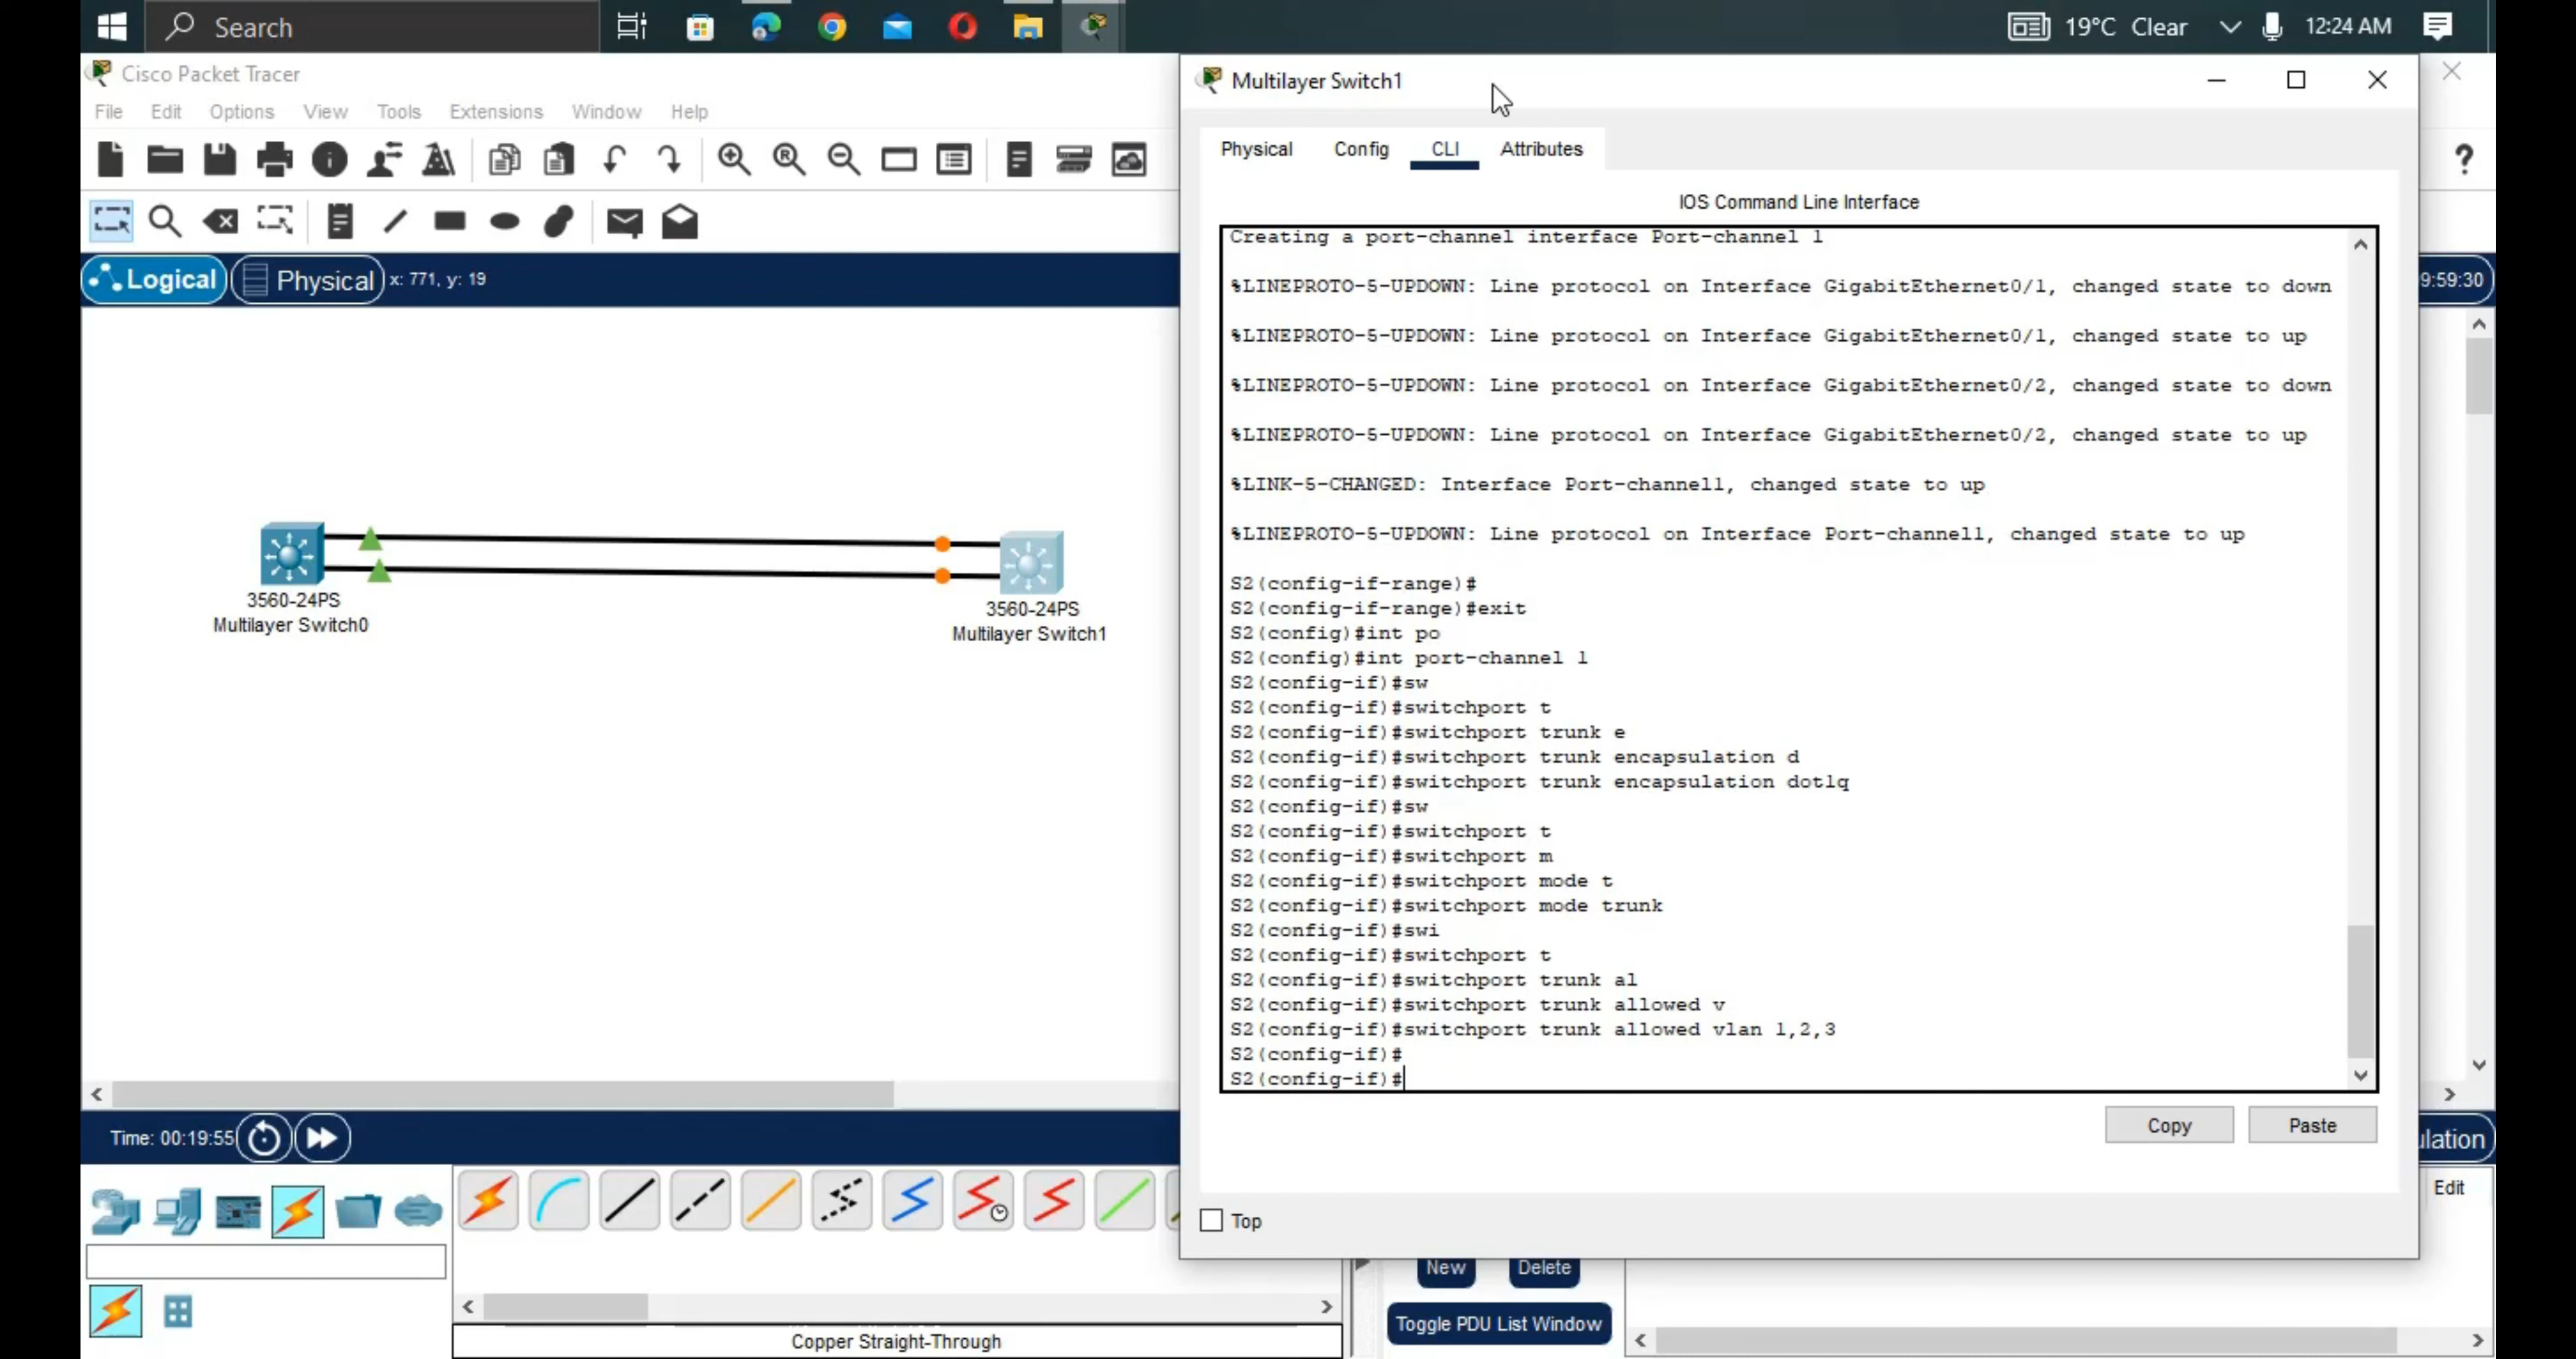 Search
19°C Clear
12:24 AM
Cisco Packet Tracer
File Edit Options View Tools Extensions Window Help
Logical
Physical
x: 771, y: 19
3560-24PS
Multilayer Switch0
3560-24PS
Multilayer Switch1
Multilayer Switch1
Physical Config CLI Attributes
IOS Command Line Interface
Creating a port-channel interface Port-channel 1
%LINEPROTO-5-UPDOWN: Line protocol on Interface GigabitEthernet0/1, changed state to down
%LINEPROTO-5-UPDOWN: Line protocol on Interface GigabitEthernet0/1, changed state to up
%LINEPROTO-5-UPDOWN: Line protocol on Interface GigabitEthernet0/2, changed state to down
%LINEPROTO-5-UPDOWN: Line protocol on Interface GigabitEthernet0/2, changed state to up
%LINK-5-CHANGED: Interface Port-channel1, changed state to up
%LINEPROTO-5-UPDOWN: Line protocol on Interface Port-channel1, changed state to up
S2(config-if-range)#
S2(config-if-range)#exit
S2(config)#int po
S2(config)#int port-channel 1
S2(config-if)#sw
S2(config-if)#switchport t
S2(config-if)#switchport trunk e
S2(config-if)#switchport trunk encapsulation d
S2(config-if)#switchport trunk encapsulation dot1q
S2(config-if)#sw
S2(config-if)#switchport t
S2(config-if)#switchport m
S2(config-if)#switchport mode t
S2(config-if)#switchport mode trunk
S2(config-if)#swi
S2(config-if)#switchport t
S2(config-if)#switchport trunk al
S2(config-if)#switchport trunk allowed v
S2(config-if)#switchport trunk allowed vlan 1,2,3
S2(config-if)#
S2(config-if)#
Copy
Paste
Top
9:59:30
Time: 00:19:55
ulation
Edit
New
Delete
Toggle PDU List Window
Copper Straight-Through